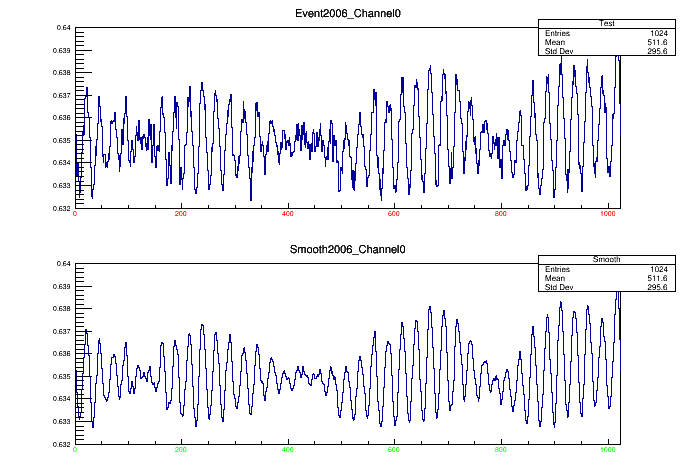 Event2006_Channel0
Test
Entries 1024
Mean 511.6
Std Dev 295.6
0.64
0.639
0.638
0.637
0.636
0.635
0.634
0.633
0.632
0 200 400 600 800 1000
Smooth2006_Channel0
Smooth
Entries 1024
Mean 511.6
Std Dev 295.6
0.64
0.639
0.638
0.637
0.636
0.635
0.634
0.633
0.632
0 200 400 600 800 1000